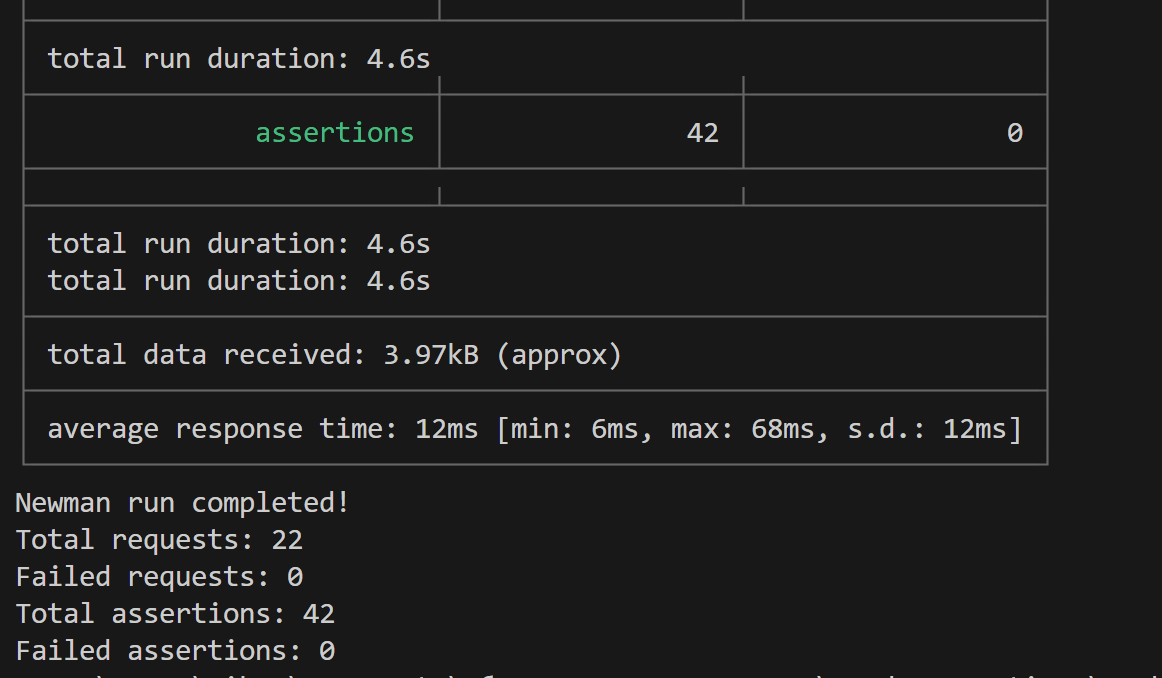 total run duration: 4.6s
assertions 42 0
total run duration: 4.6s
total run duration: 4.6s
total data received: 3.97kB (approx)
average response time: 12ms [min: 6ms, max: 68ms, s.d.: 12ms]
Newman run completed!
Total requests: 22
Failed requests: 0
Total assertions: 42
Failed assertions: 0